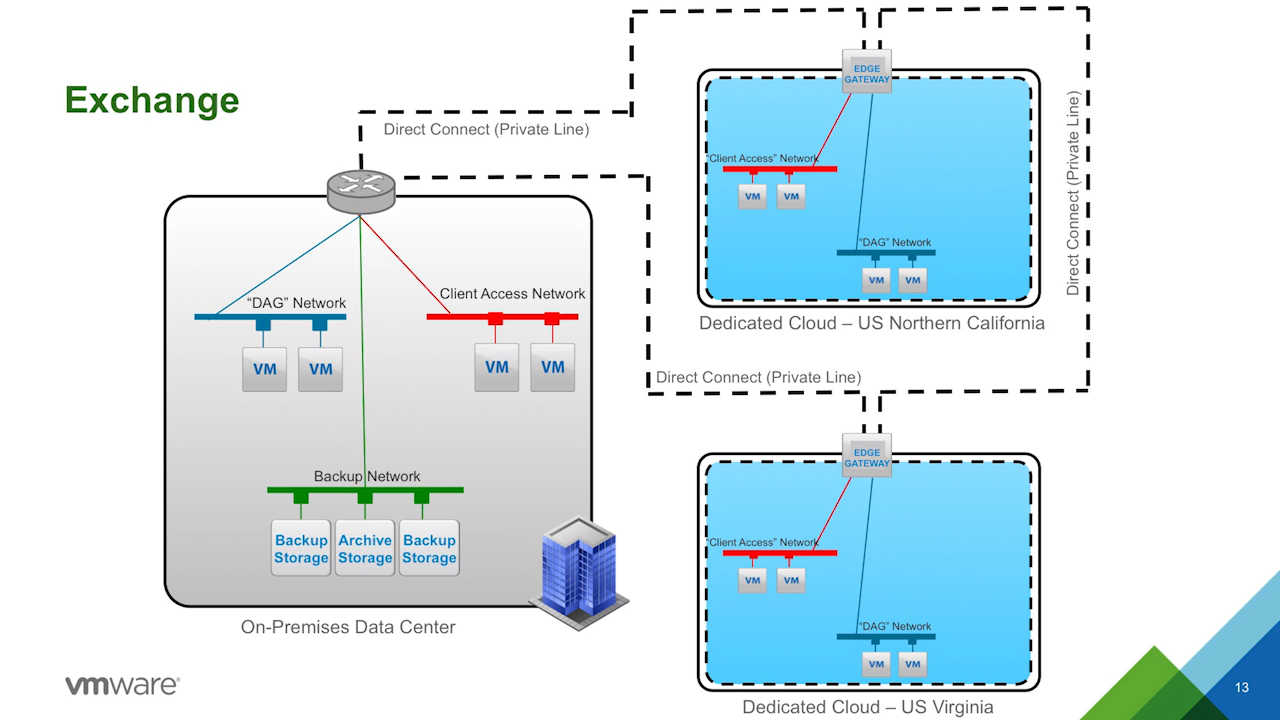 Exchange
Direct Connect (Private Line)
“DAG” Network
Client Access Network
VM
VM
VM
VM
Backup Network
Backup
Storage
Archive
Storage
Backup
Storage
On-Premises Data Center
EDGE
GATEWAY
“Client Access” Network
VM
VM
“DAG” Network
VM
VM
Dedicated Cloud – US Northern California
Direct Connect (Private Line)
Direct Connect (Private Line)
EDGE
GATEWAY
“Client Access” Network
VM
VM
“DAG” Network
VM
VM
Dedicated Cloud – US Virginia
vmware®
13